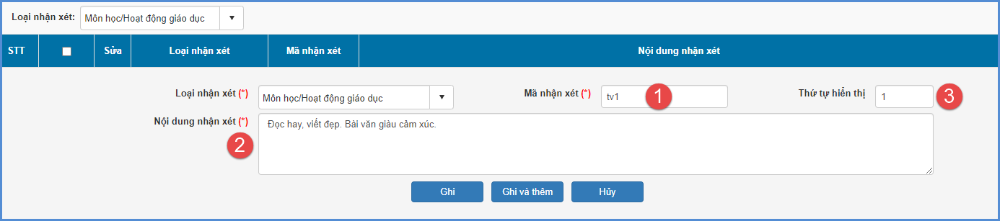 Loại nhận xét: Môn học/Hoạt động giáo dục
STT Sửa Loại nhận xét Mã nhận xét Nội dung nhận xét
Loại nhận xét (*) Môn học/Hoạt động giáo dục Mã nhận xét (*) tv1 1 Thứ tự hiển thị 1 3
Nội dung nhận xét (*) Đọc hay, viết đẹp. Bài văn giàu cảm xúc.
2
Ghi Ghi và thêm Hủy